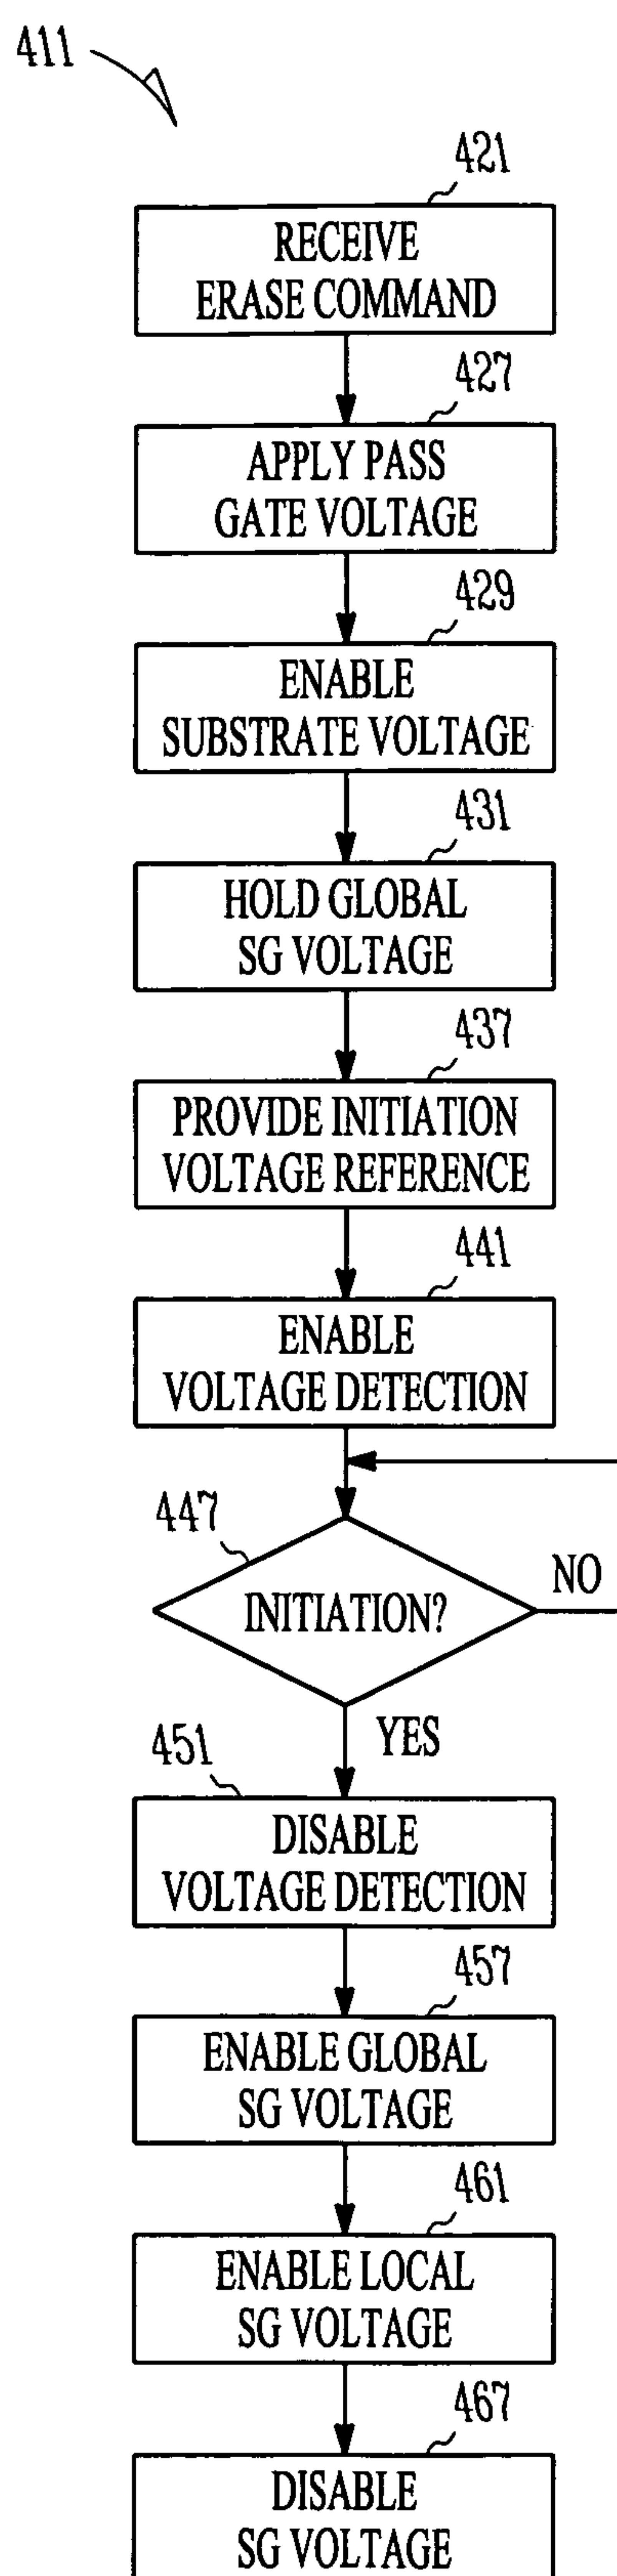 411
421
RECEIVE
ERASE COMMAND
427
APPLY PASS
GATE VOLTAGE
429
ENABLE
SUBSTRATE VOLTAGE
431
HOLD GLOBAL
SG VOLTAGE
437
PROVIDE INITIATION
VOLTAGE REFERENCE
441
ENABLE
VOLTAGE DETECTION
447
INITIATION?
NO
YES
451
DISABLE
VOLTAGE DETECTION
457
ENABLE GLOBAL
SG VOLTAGE
461
ENABLE LOCAL
SG VOLTAGE
467
DISABLE
SG VOLTAGE